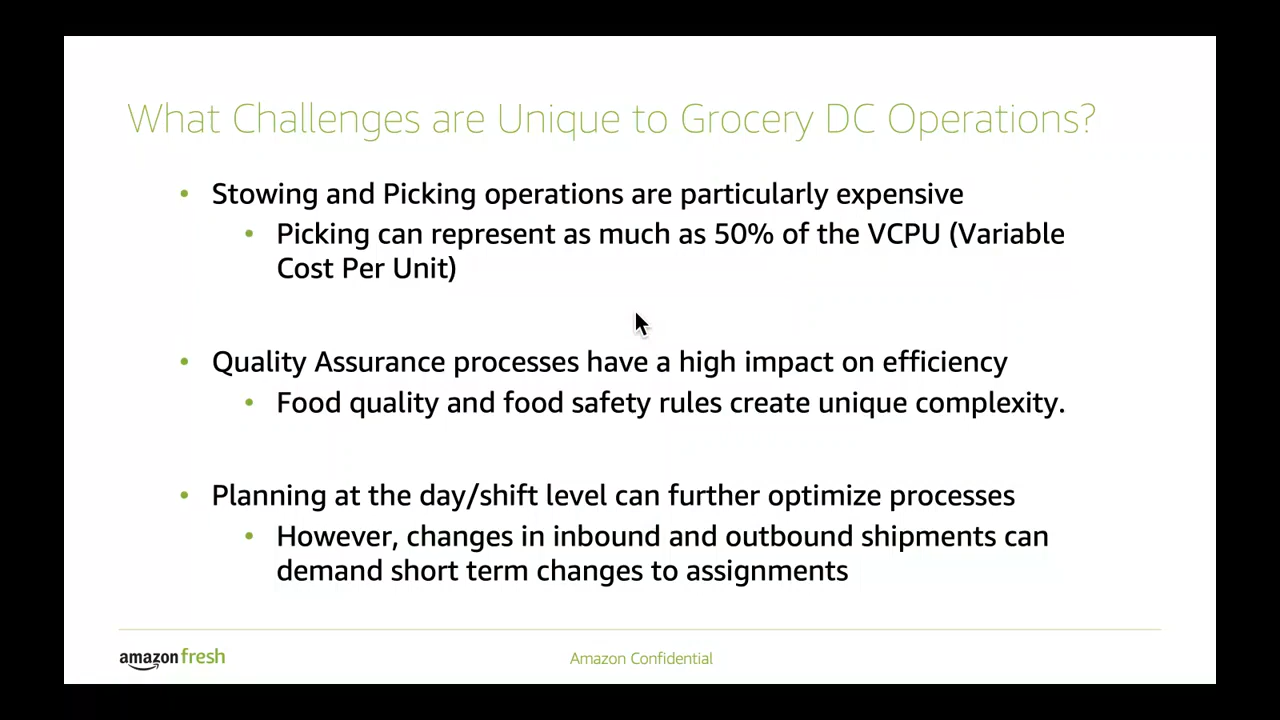 What Challenges are Unique to Grocery DC Operations?
• Stowing and Picking operations are particularly expensive
• Picking can represent as much as 50% of the VCPU (Variable
Cost Per Unit)
• Quality Assurance processes have a high impact on efficiency
• Food quality and food safety rules create unique complexity.
• Planning at the day/shift level can further optimize processes
• However, changes in inbound and outbound shipments can
demand short term changes to assignments
amazonfresh
Amazon Confidential